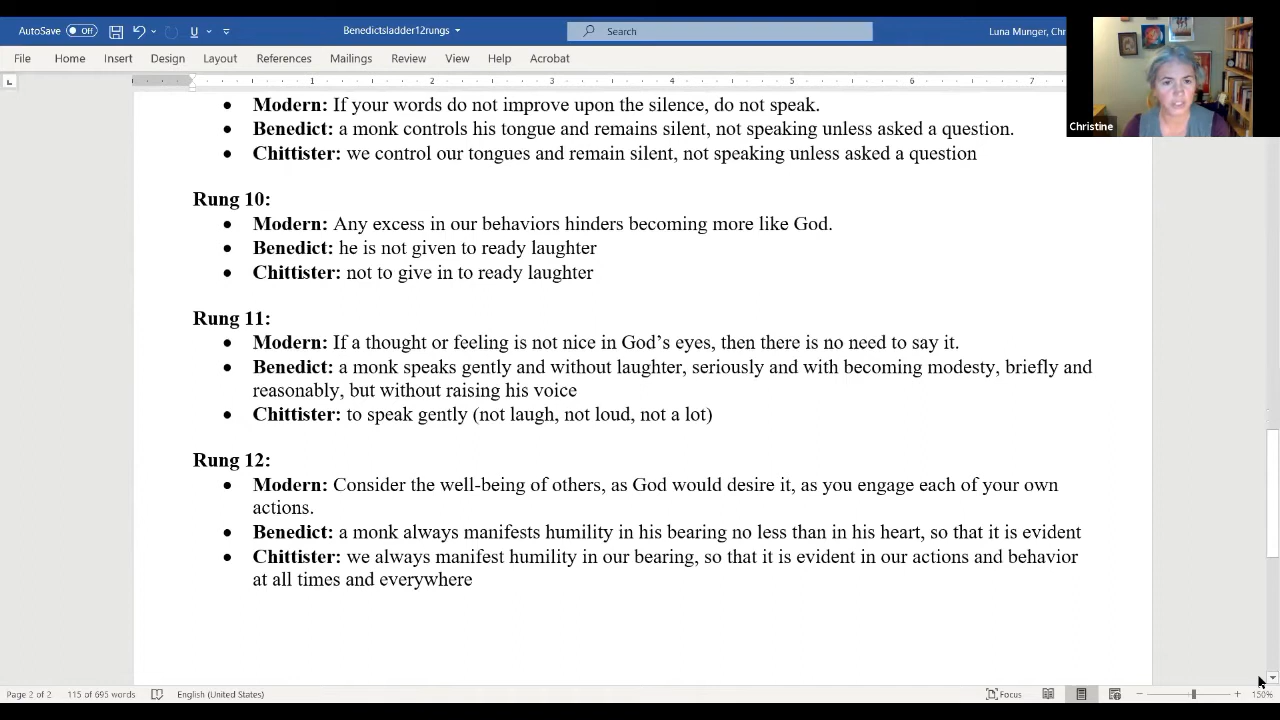 AutoSave Off U Benedictsladder12rungs Search Luna Munger, Chr
File Home Insert Design Layout References Mailings Review View Help Acrobat
1 2 3 4 5 6 7
Christine
• Modern: If your words do not improve upon the silence, do not speak.
• Benedict: a monk controls his tongue and remains silent, not speaking unless asked a question.
• Chittister: we control our tongues and remain silent, not speaking unless asked a question
Rung 10:
• Modern: Any excess in our behaviors hinders becoming more like God.
• Benedict: he is not given to ready laughter
• Chittister: not to give in to ready laughter
Rung 11:
• Modern: If a thought or feeling is not nice in God’s eyes, then there is no need to say it.
• Benedict: a monk speaks gently and without laughter, seriously and with becoming modesty, briefly and
reasonably, but without raising his voice
• Chittister: to speak gently (not laugh, not loud, not a lot)
Rung 12:
• Modern: Consider the well-being of others, as God would desire it, as you engage each of your own
actions.
• Benedict: a monk always manifests humility in his bearing no less than in his heart, so that it is evident
• Chittister: we always manifest humility in our bearing, so that it is evident in our actions and behavior
at all times and everywhere
Page 2 of 2 115 of 695 words English (United States) Focus 150%